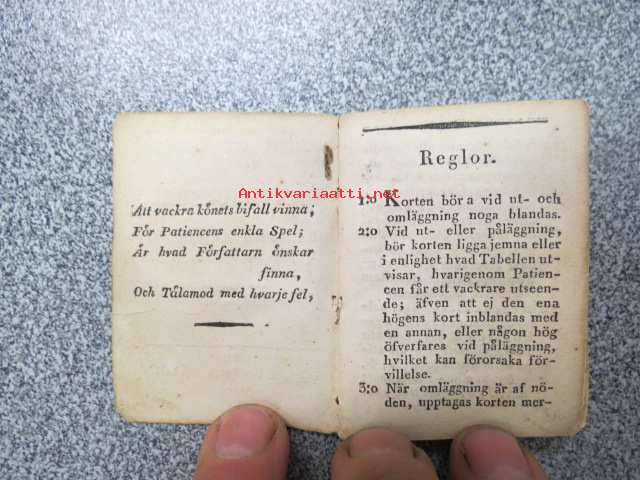 Att vackra könets bifall vinna;
För Patiencens enkla Spel;
Är hvad Författarn önskar
finna,
Och Tålamod med hvarje fel,
Reglor.
1:o Korten böra vid ut- och
omläggning noga blandas.
2:o Vid ut- eller påläggning,
bör korten ligga jemna eller
i enlighet hvad Tabellen ut-
visar, hvarigenom Patien-
cen får ett vackrare utseen-
de; äfven att ej den ena
högens kort inblandas med
en annan, eller någon hög
öfverfares vid påläggning,
hvilket kan förorsaka för-
villelse.
3:o När omläggning är af nö-
den, upptagas korten mer-
Antikvariaatti.net